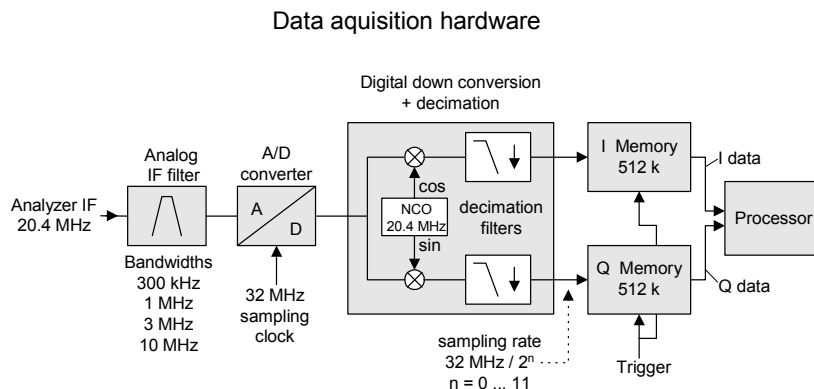 Data aquisition hardware
Digital down conversion
+ decimation
Analog
IF filter
A/D
converter
Analyzer IF
20.4 MHz
A
D
cos
NCO
20.4 MHz
sin
decimation
filters
I Memory
512 k
I data
Processor
Q Memory
512 k
Q data
Bandwidths
300 kHz
1 MHz
3 MHz
10 MHz
32 MHz
sampling
clock
sampling rate
32 MHz / 2ⁿ
n = 0 ... 11
Trigger